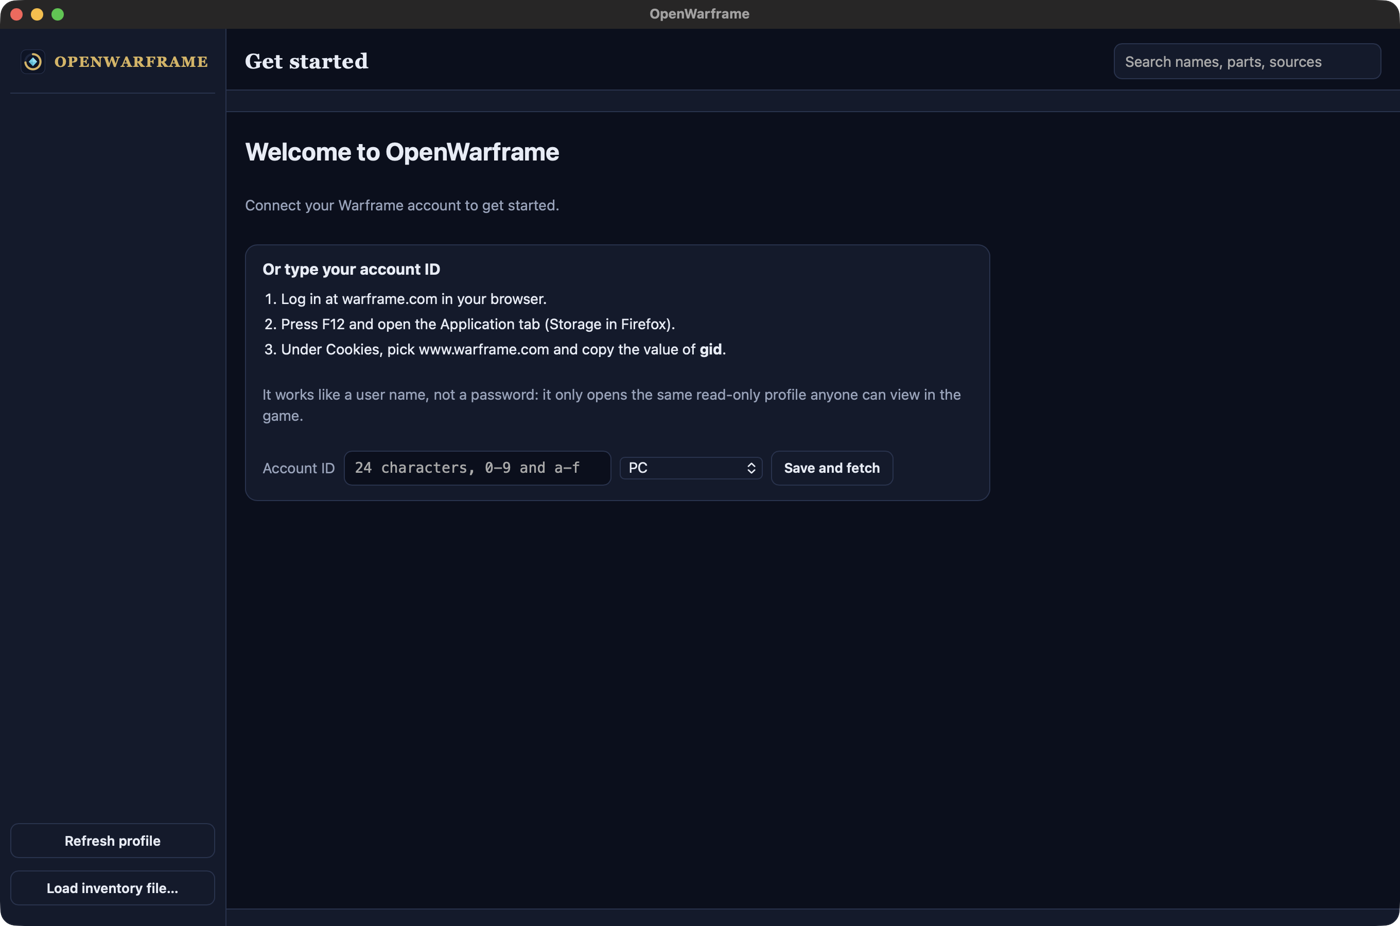 OpenWarframe
OPENWARFRAME
Get started
Search names, parts, sources
Welcome to OpenWarframe
Connect your Warframe account to get started.
Or type your account ID
1. Log in at warframe.com in your browser.
2. Press F12 and open the Application tab (Storage in Firefox).
3. Under Cookies, pick www.warframe.com and copy the value of gid.
It works like a user name, not a password: it only opens the same read-only profile anyone can view in the
game.
Account ID 24 characters, 0-9 and a-f PC Save and fetch
Refresh profile
Load inventory file...